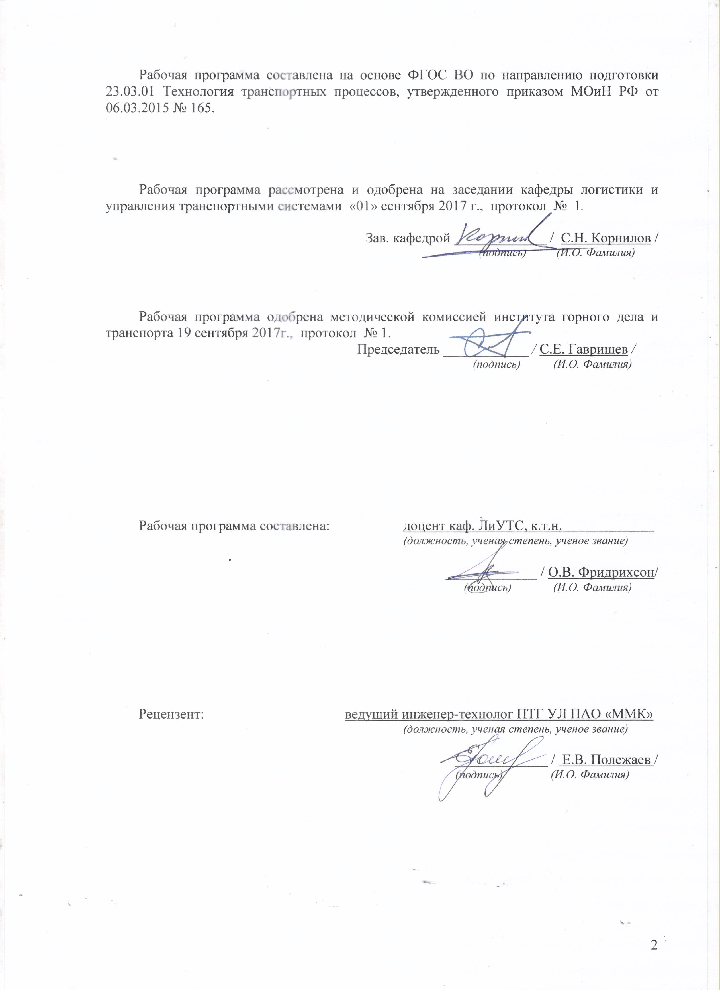 Рабочая программа составлена на основе ФГОС ВО по направлению подготовки
23.03.01 Технология транспортных процессов, утвержденного приказом МОиН РФ от
06.03.2015 № 165.
Рабочая программа рассмотрена и одобрена на заседании кафедры логистики и
управления транспортными системами «01» сентября 2017 г., протокол № 1.
Зав. кафедрой / С.Н. Корнилов /
(подпись) (И.О. Фамилия)
Рабочая программа одобрена методической комиссией института горного дела и
транспорта 19 сентября 2017г., протокол № 1.
Председатель / С.Е. Гавришев /
(подпись) (И.О. Фамилия)
Рабочая программа составлена: доцент каф. ЛиУТС, к.т.н.
(должность, ученая степень, ученое звание)
/ О.В. Фридрихсон/
(подпись) (И.О. Фамилия)
Рецензент: ведущий инженер-технолог ПТГ УЛ ПАО «ММК»
(должность, ученая степень, ученое звание)
/ Е.В. Полежаев /
(подпись) (И.О. Фамилия)
2